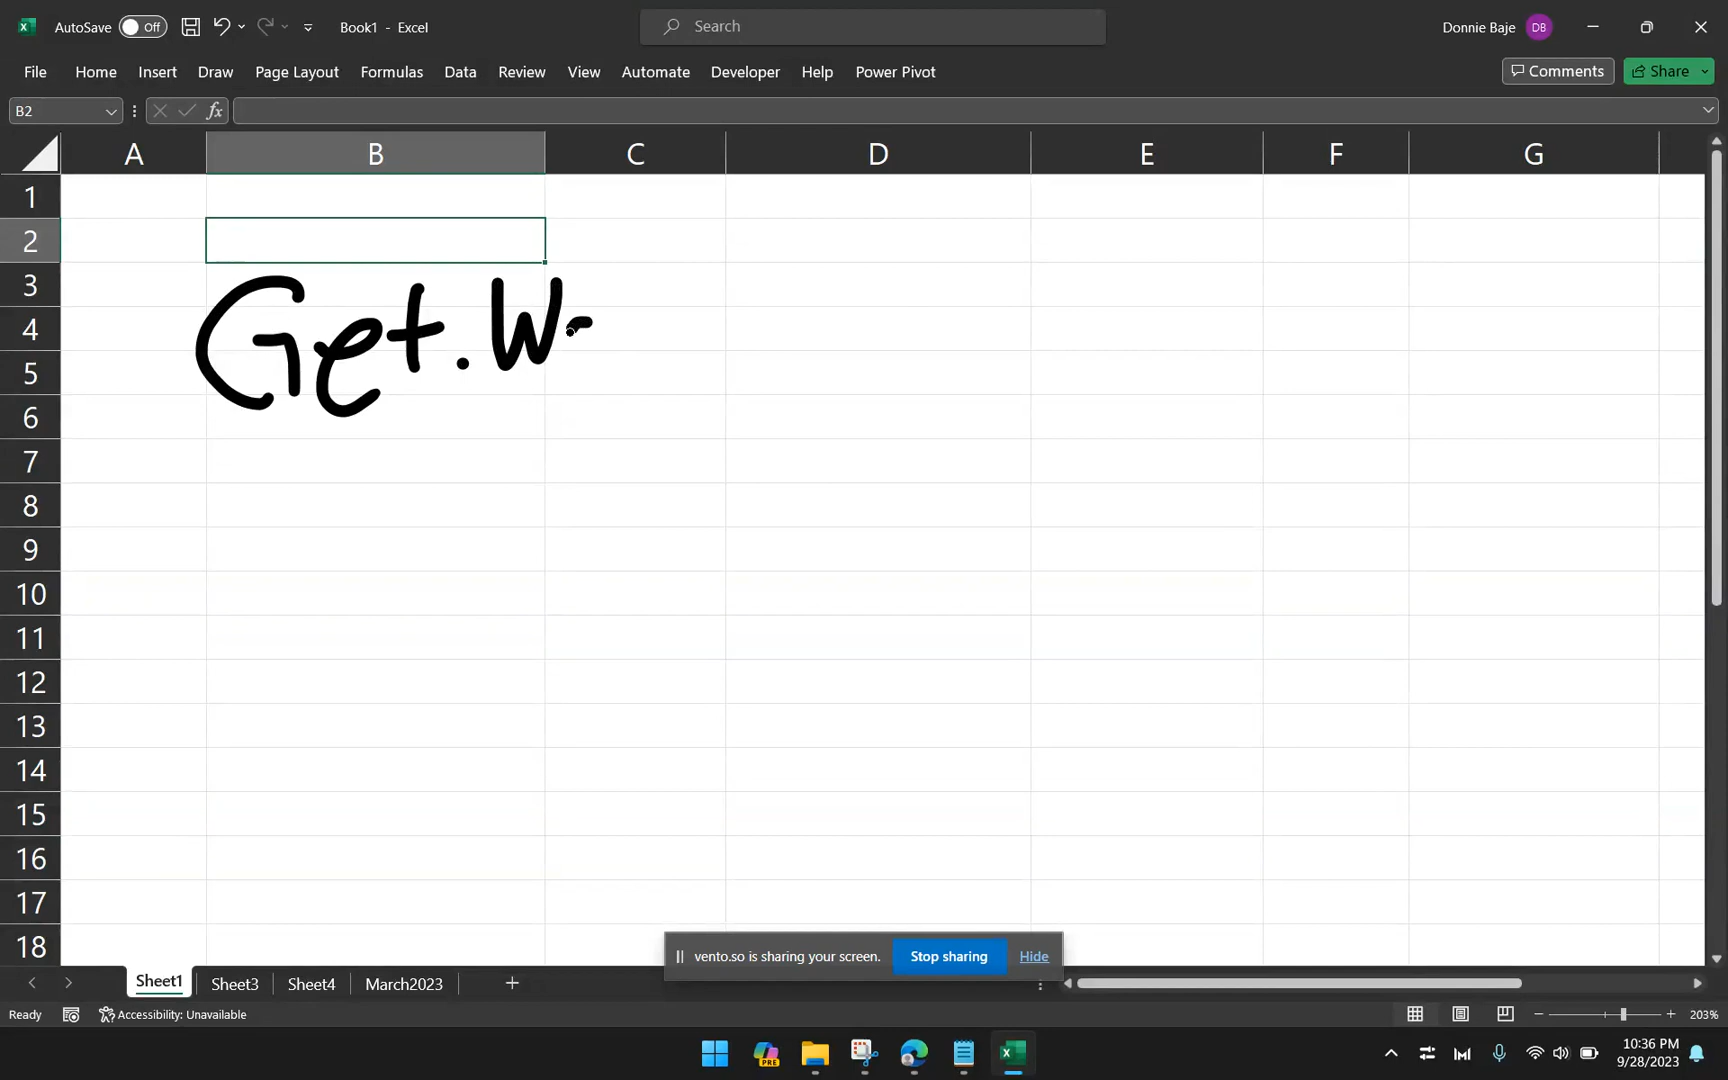 AutoSave Off Book1 - Excel Search Donnie Baje DB
File Home Insert Draw Page Layout Formulas Data Review View Automate Developer Help Power Pivot Comments Share
B2 fx
A B C D E F G
1
2
3
4
5
6
7
8
9
10
11
12
13
14
15
16
17
18
Get.W
vento.so is sharing your screen. Stop sharing Hide
Sheet1 Sheet3 Sheet4 March2023
Ready Accessibility: Unavailable 203%
10:36 PM
9/28/2023